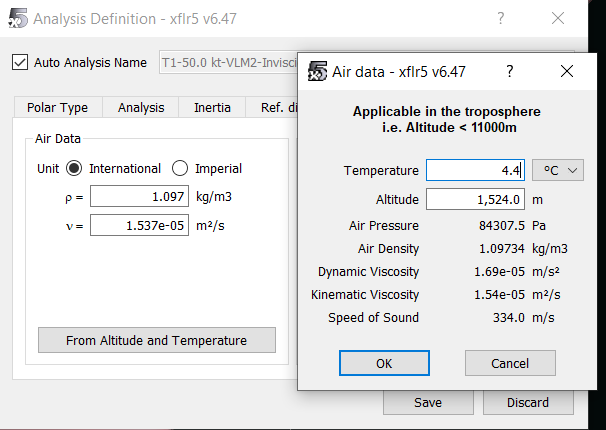 Analysis Definition - xflr5 v6.47
Auto Analysis Name T1-50.0 kt-VLM2-Invisci
Polar Type Analysis Inertia Ref. di
Air Data
Unit International Imperial
ρ = 1.097 kg/m3
ν = 1.537e-05 m²/s
From Altitude and Temperature
Save Discard
Air data - xflr5 v6.47 ?
Applicable in the troposphere
i.e. Altitude < 11000m
Temperature 4.4 ºC
Altitude 1,524.0 m
Air Pressure 84307.5 Pa
Air Density 1.09734 kg/m3
Dynamic Viscosity 1.69e-05 m/s²
Kinematic Viscosity 1.54e-05 m²/s
Speed of Sound 334.0 m/s
OK Cancel